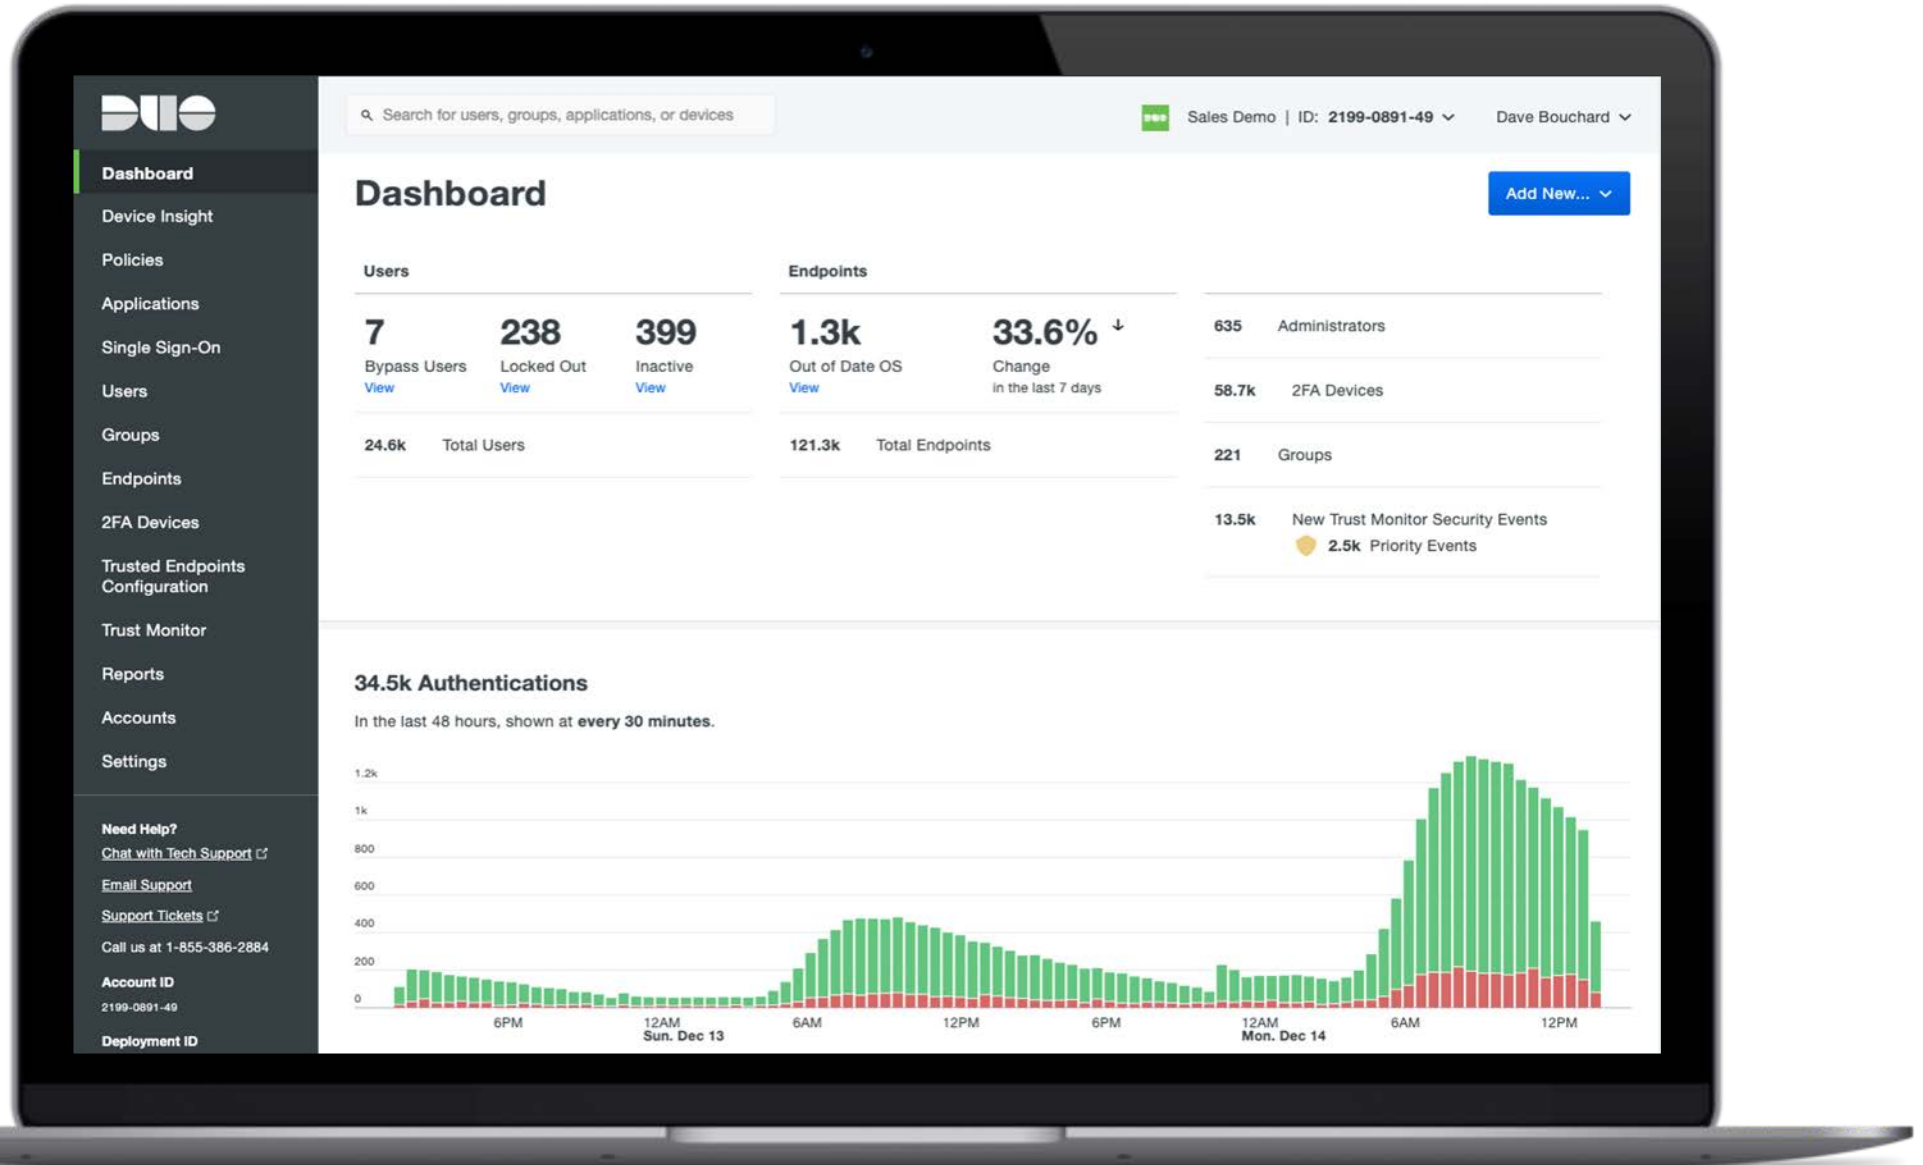 DUO
Dashboard
Device Insight
Policies
Applications
Single Sign-On
Users
Groups
Endpoints
2FA Devices
Trusted Endpoints
Configuration
Trust Monitor
Reports
Accounts
Settings
Need Help?
Chat with Tech Support
Email Support
Support Tickets
Call us at 1-855-386-2884
Account ID
2199-0891-49
Deployment ID
Search for users, groups, applications, or devices
DUO
Sales Demo | ID: 2199-0891-49
Dave Bouchard
Dashboard
Add New...
Users
7
Bypass Users
View
238
Locked Out
View
399
Inactive
View
24.6k Total Users
Endpoints
1.3k
Out of Date OS
View
33.6% ↓
Change
in the last 7 days
121.3k Total Endpoints
635 Administrators
58.7k 2FA Devices
221 Groups
13.5k New Trust Monitor Security Events
2.5k Priority Events
34.5k Authentications
In the last 48 hours, shown at every 30 minutes.
1.2k
1k
800
600
400
200
0
6PM
12AM
Sun. Dec 13
6AM
12PM
6PM
12AM
Mon. Dec 14
6AM
12PM